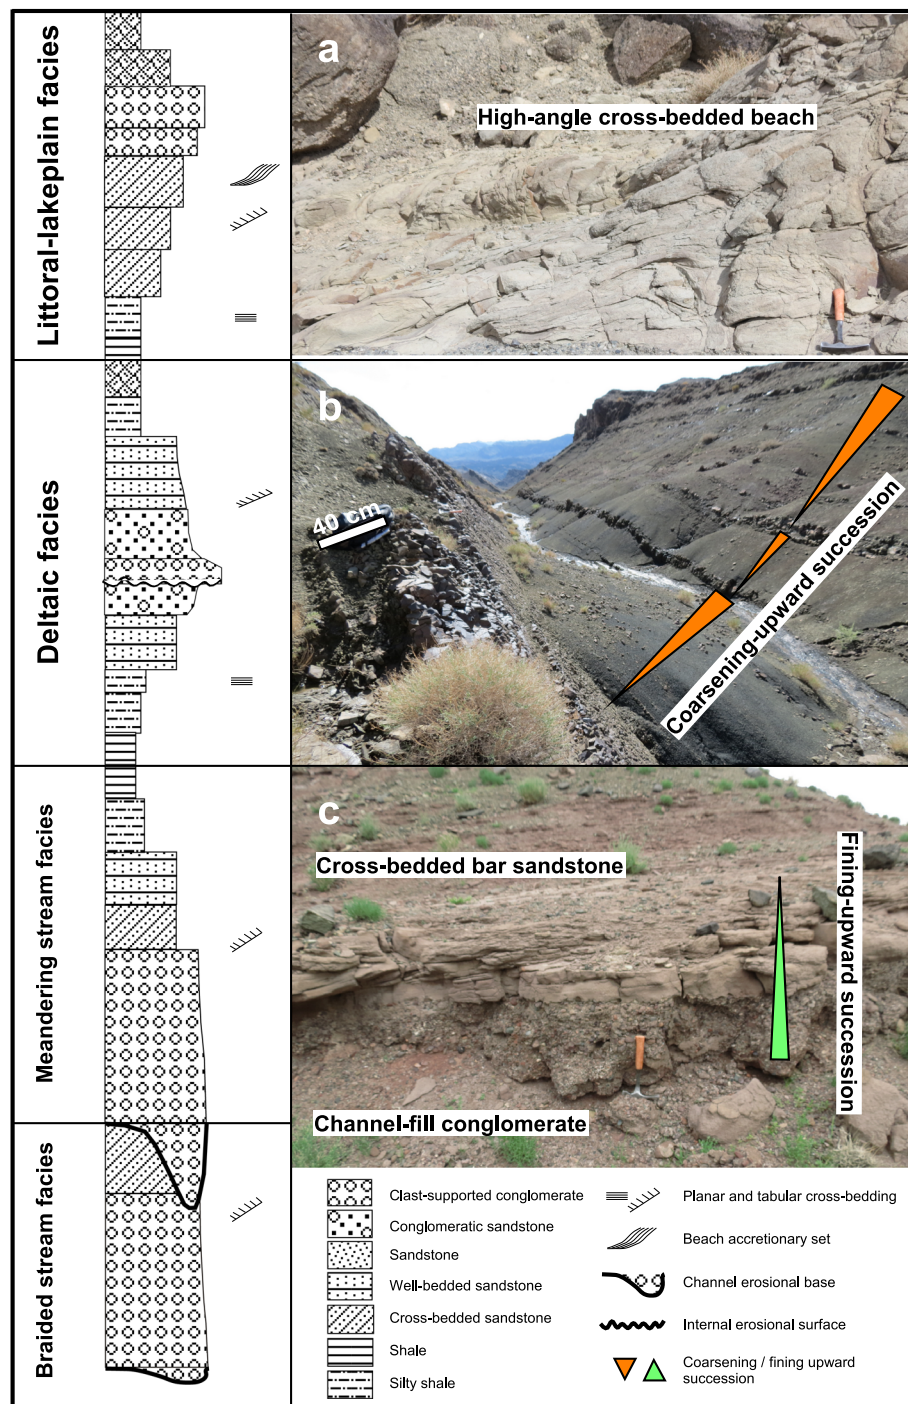 Littoral-lakeplain facies
a
High-angle cross-bedded beach
Deltaic facies
b
40 cm
Coarsening-upward succession
Meandering stream facies
c
Cross-bedded bar sandstone
Fining-upward succession
Channel-fill conglomerate
Braided stream facies
Clast-supported conglomerate
Conglomeratic sandstone
Sandstone
Well-bedded sandstone
Cross-bedded sandstone
Shale
Silty shale
Planar and tabular cross-bedding
Beach accretionary set
Channel erosional base
Internal erosional surface
Coarsening / fining upward
succession